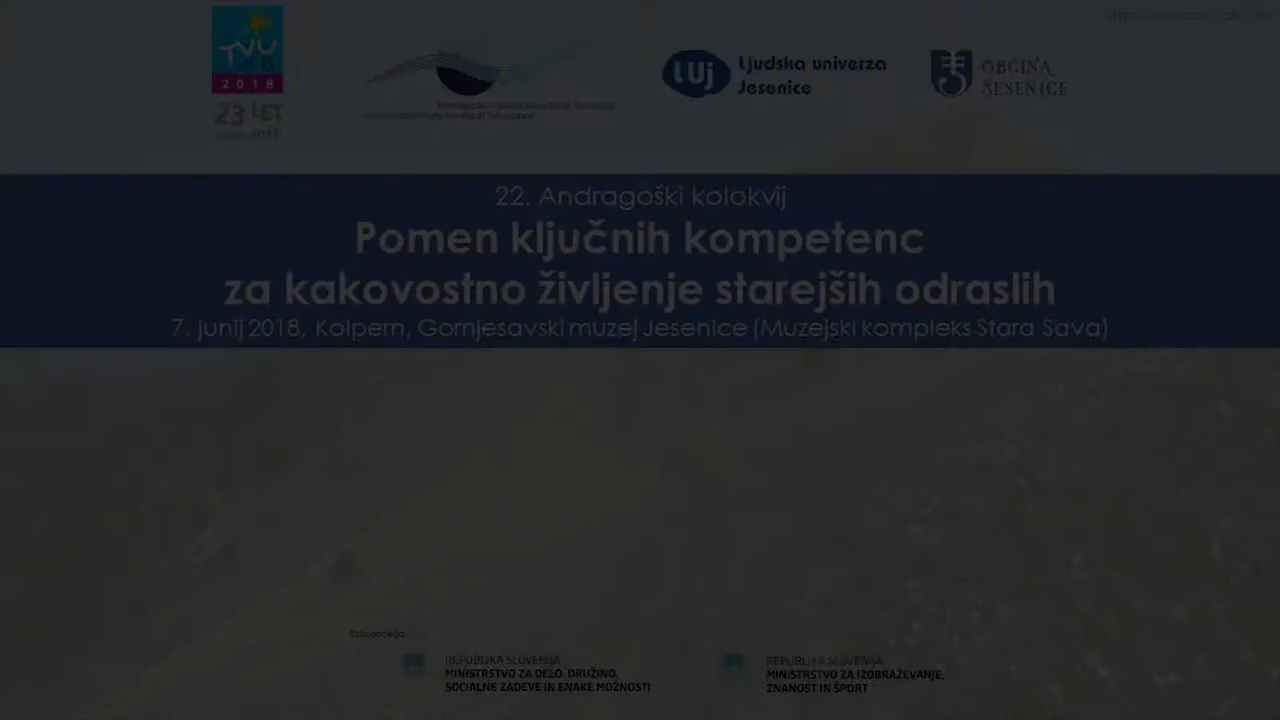 TVU
2018
23 LET
Ljudska univerza
LUJ
Jesenice
OBČINA
JESENICE
22. Andragoški kolokvij
Pomen ključnih kompetenc
za kakovostno življenje starejših odraslih
7. junij 2018, Kolpern, Gornjesavski muzej Jesenice (Muzejski kompleks Stara Sava)
REPUBLIKA SLOVENIJA
MINISTRSTVO ZA DELO, DRUŽINO,
SOCIALNE ZADEVE IN ENAKE MOŽNOSTI
REPUBLIKA SLOVENIJA
MINISTRSTVO ZA IZOBRAŽEVANJE,
ZNANOST IN ŠPORT